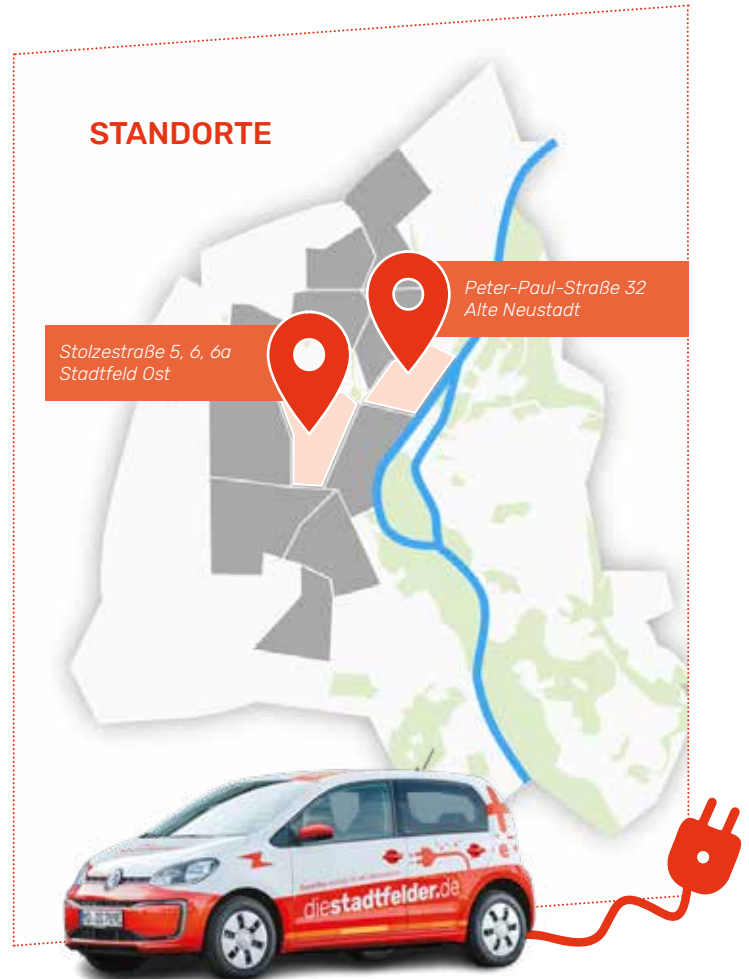 STANDORTE
Peter-Paul-Straße 32
Alte Neustadt
Stolzestraße 5, 6, 6a
Stadtfeld Ost
diestadtfelder.de